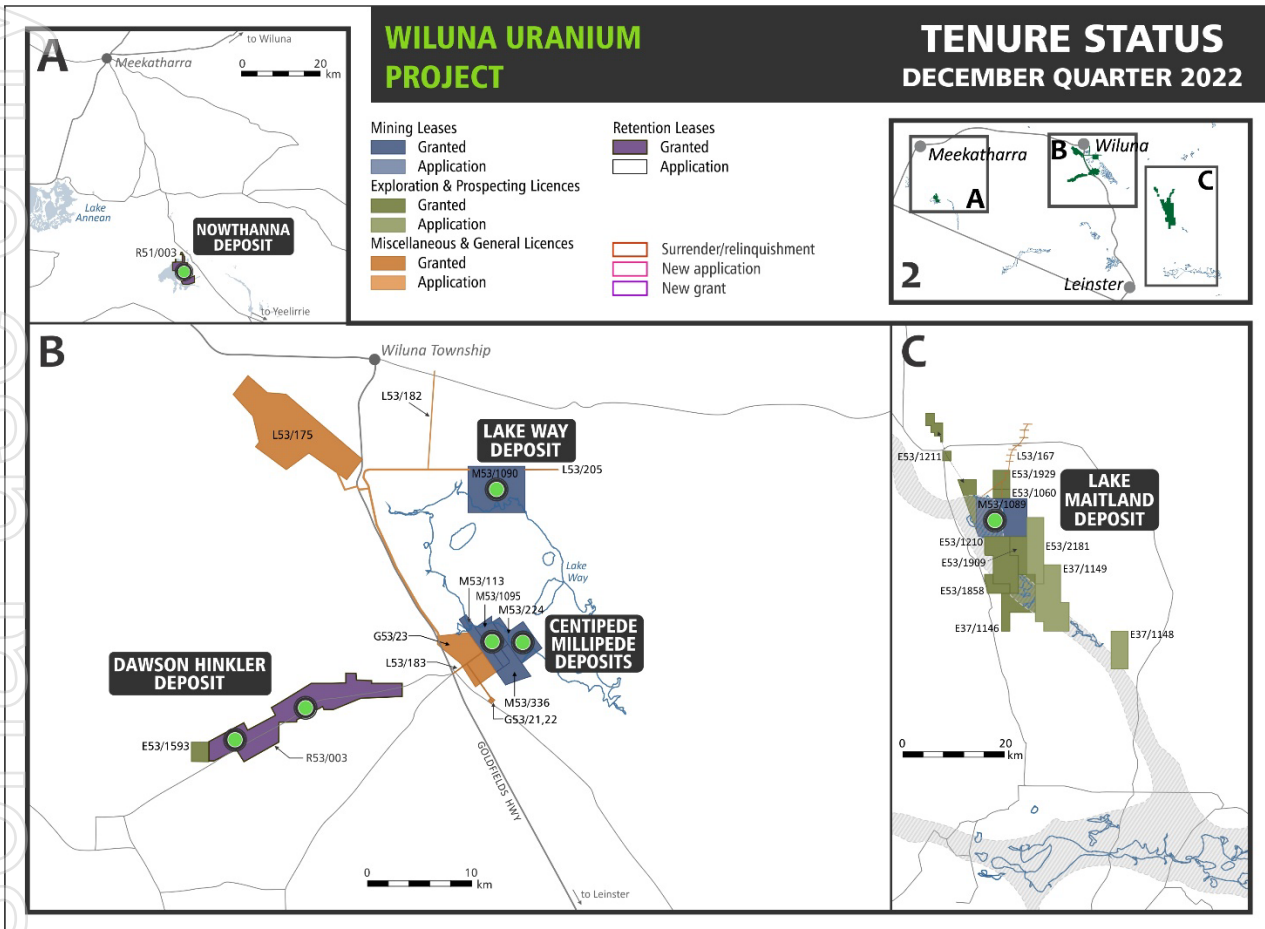 WILUNA URANIUM
PROJECT
TENURE STATUS
DECEMBER QUARTER 2022
A
to Wiluna
Meekatharra
0 20
km
Lake
Annean
NOWTHANNA
DEPOSIT
R51/003
to Yeelirrie
Mining Leases
Granted
Application
Exploration & Prospecting Licences
Granted
Application
Miscellaneous & General Licences
Granted
Application
Retention Leases
Granted
Application
Surrender/relinquishment
New application
New grant
Meekatharra
B
Wiluna
A
C
2
Leinster
B
Wiluna Township
L53/182
L53/175
LAKE WAY
DEPOSIT
M53/1090
L53/205
Lake
Way
M53/113
M53/1095
M53/224
G53/23
CENTIPEDE
MILLIPEDE
DEPOSITS
L53/183
DAWSON HINKLER
DEPOSIT
M53/336
G53/21,22
E53/1593
R53/003
GOLDFIELDS HWY
0 10
km
to Leinster
C
E53/1211
L53/167
E53/1929
E53/1060
LAKE
MAITLAND
DEPOSIT
M53/1089
E53/1210
E53/2181
E53/1909
E37/1149
E53/1858
E37/1146
E37/1148
0 20
km